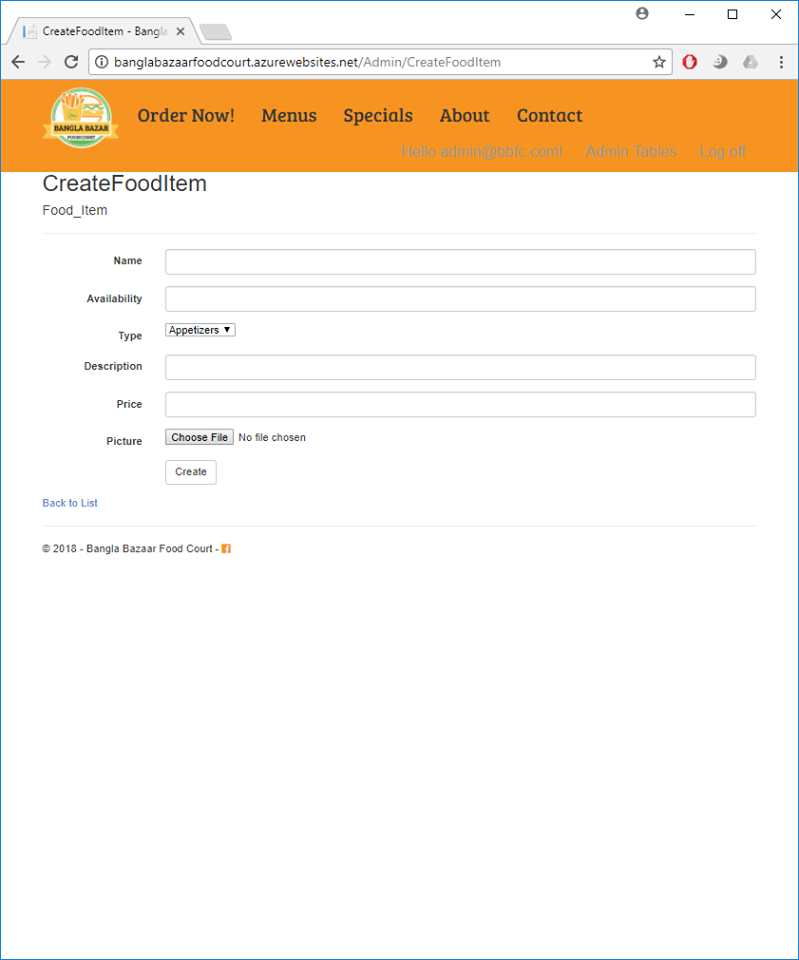 CreateFoodItem - Bangla
banglabazaarfoodcourt.azurewebsites.net/Admin/CreateFoodItem
BANGLA BAZAR
FOODCOURT
Order Now! Menus Specials About Contact
Hello admin@bbfc.com! Admin Tables Log off
CreateFoodItem
Food_Item
Name
Availability
Type Appetizers
Description
Price
Picture Choose File No file chosen
Create
Back to List
© 2018 - Bangla Bazaar Food Court -